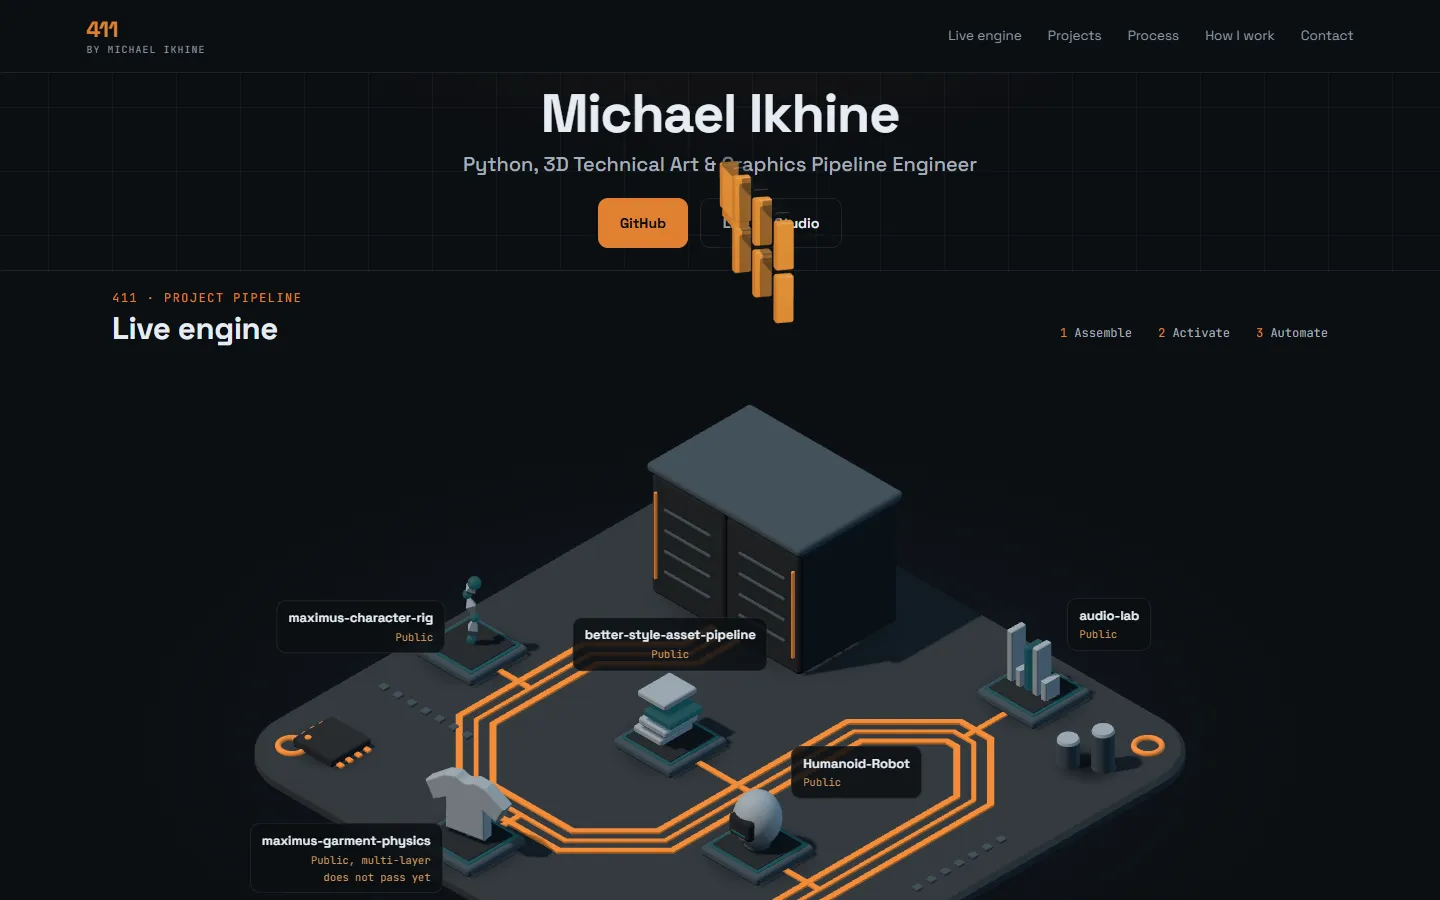 411
BY MICHAEL IKHINE
Live engine
Projects
Process
How I work
Contact
Michael Ikhine
Python, 3D Technical Art & Graphics Pipeline Engineer
GitHub
411 · PROJECT PIPELINE
Live engine
1 Assemble
2 Activate
3 Automate
maximus-character-rig
Public
better-style-asset-pipeline
Public
audio-lab
Public
Humanoid-Robot
Public
maximus-garment-physics
Public, multi-layer
does not pass yet